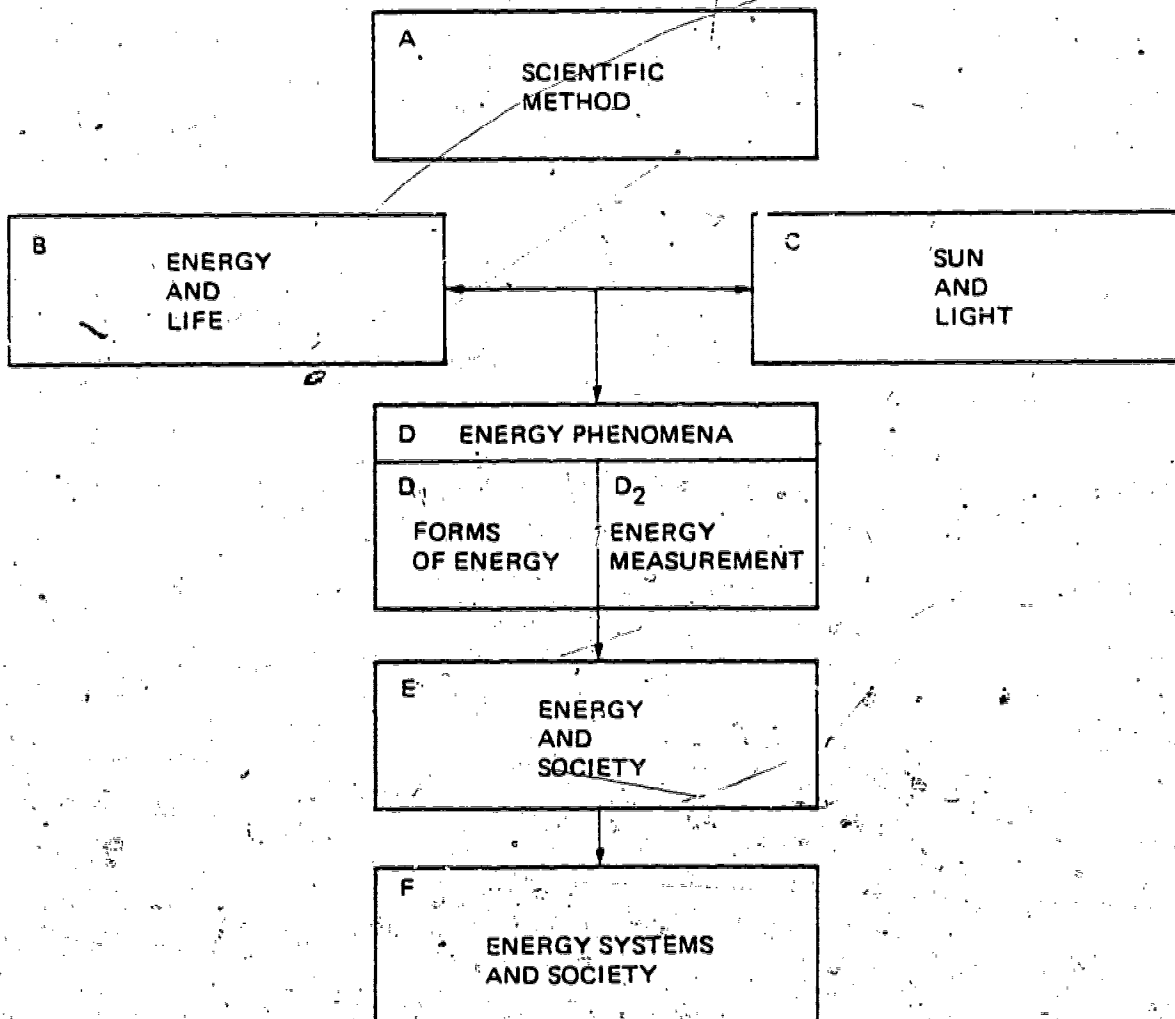 A
SCIENTIFIC
METHOD
B
ENERGY
AND
LIFE
C
SUN
AND
LIGHT
D ENERGY PHENOMENA
D1
FORMS
OF ENERGY
D2
ENERGY
MEASUREMENT
E
ENERGY
AND
SOCIETY
F
ENERGY SYSTEMS
AND SOCIETY